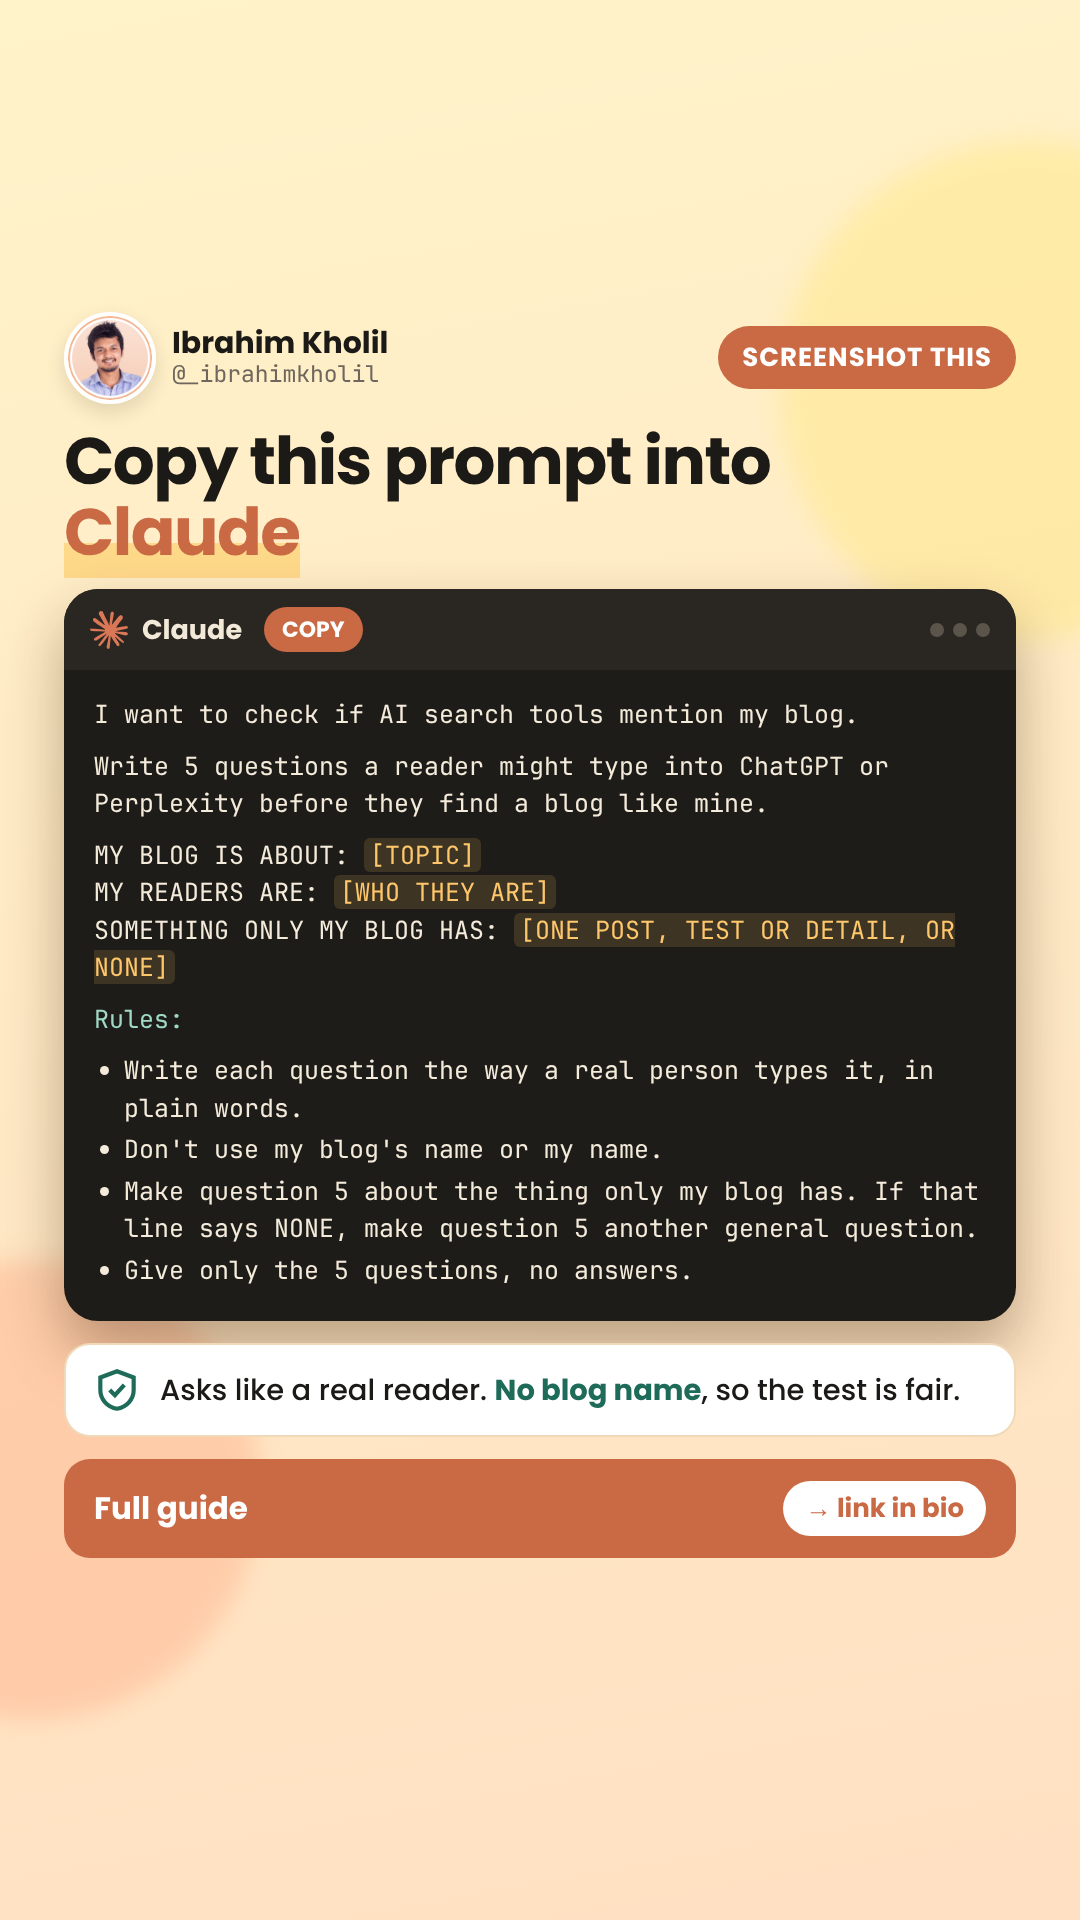 Ibrahim Kholil
@_ibrahimkholil
SCREENSHOT THIS
Copy this prompt into
Claude
Claude
COPY
I want to check if AI search tools mention my blog.
Write 5 questions a reader might type into ChatGPT or
Perplexity before they find a blog like mine.
MY BLOG IS ABOUT: [TOPIC]
MY READERS ARE: [WHO THEY ARE]
SOMETHING ONLY MY BLOG HAS: [ONE POST, TEST OR DETAIL, OR
NONE]
Rules:
• Write each question the way a real person types it, in
plain words.
• Don't use my blog's name or my name.
• Make question 5 about the thing only my blog has. If that
line says NONE, make question 5 another general question.
• Give only the 5 questions, no answers.
Asks like a real reader. No blog name, so the test is fair.
Full guide
→ link in bio